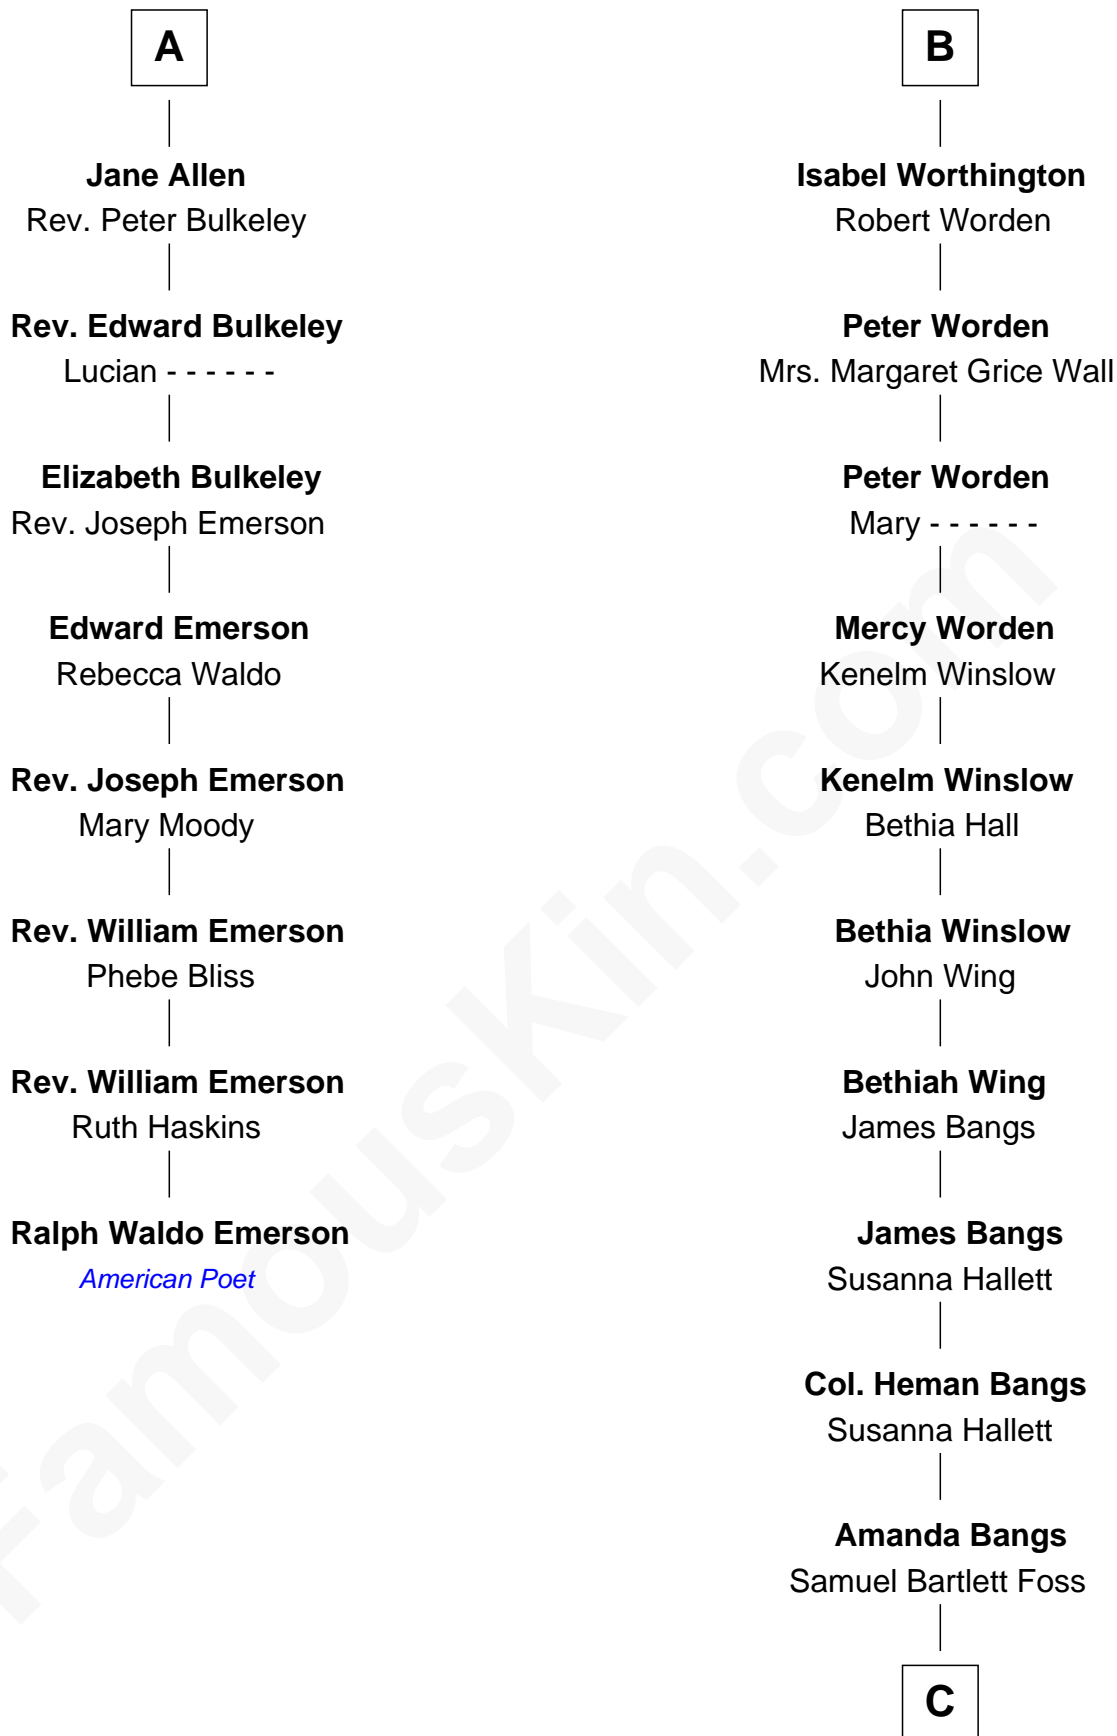 A
Jane Allen
Rev. Peter Bulkeley
Rev. Edward Bulkeley
Lucian - - - - - -
Elizabeth Bulkeley
Rev. Joseph Emerson
Edward Emerson
Rebecca Waldo
Rev. Joseph Emerson
Mary Moody
Rev. William Emerson
Phebe Bliss
Rev. William Emerson
Ruth Haskins
Ralph Waldo Emerson
American Poet
B
Isabel Worthington
Robert Worden
Peter Worden
Mrs. Margaret Grice Wall
Peter Worden
Mary - - - - - -
Mercy Worden
Kenelm Winslow
Kenelm Winslow
Bethia Hall
Bethia Winslow
John Wing
Bethiah Wing
James Bangs
James Bangs
Susanna Hallett
Col. Heman Bangs
Susanna Hallett
Amanda Bangs
Samuel Bartlett Foss
C
FamousKin.com